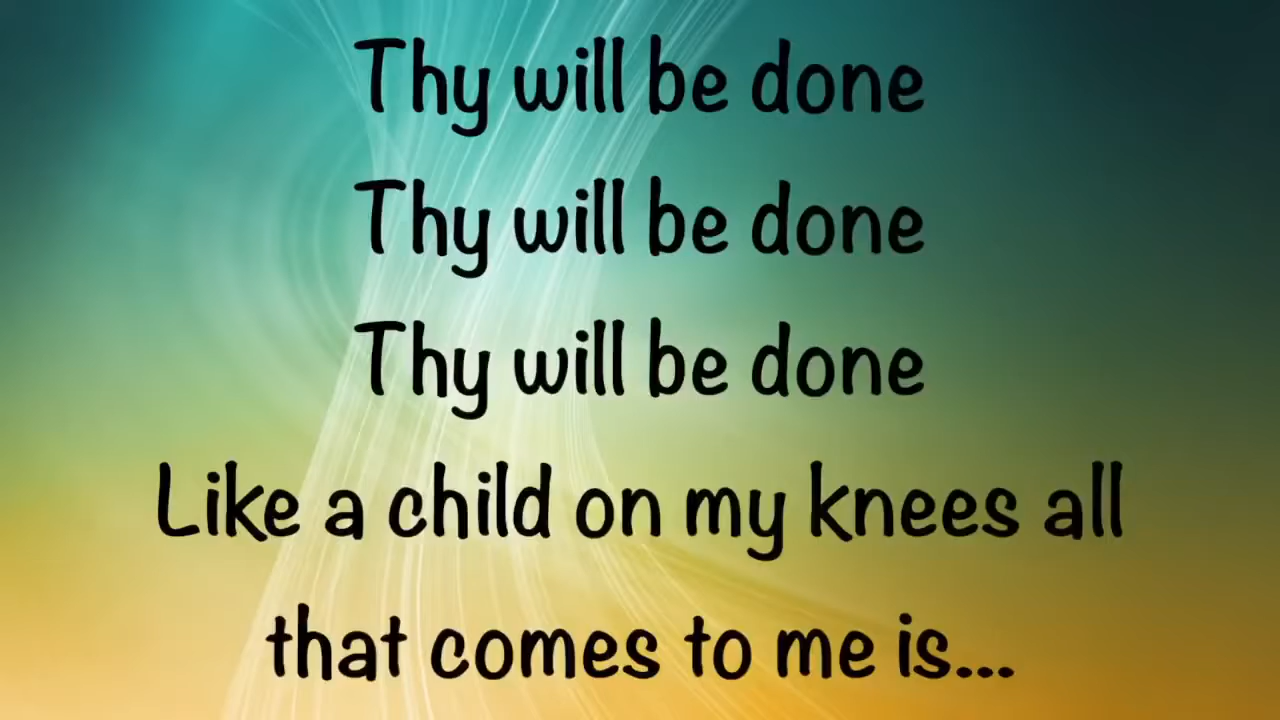 Thy will be done
Thy will be done
Thy will be done
Like a child on my knees all
that comes to me is...